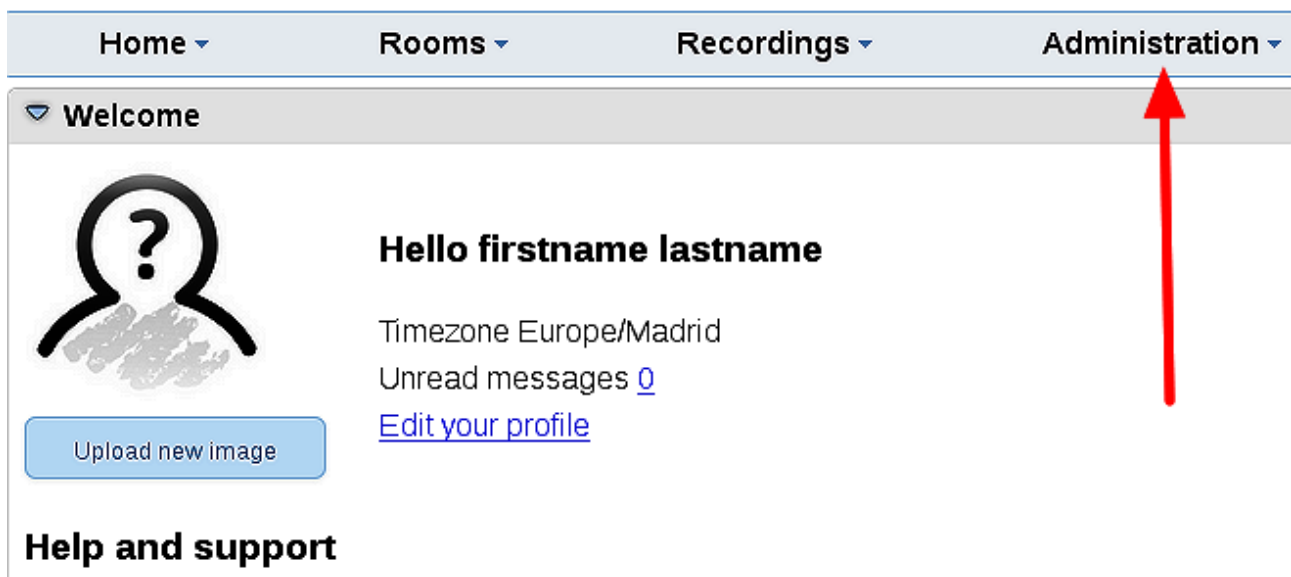 Home Rooms Recordings Administration
Welcome
?
Hello firstname lastname
Timezone Europe/Madrid
Unread messages 0
Edit your profile
Upload new image
Help and support